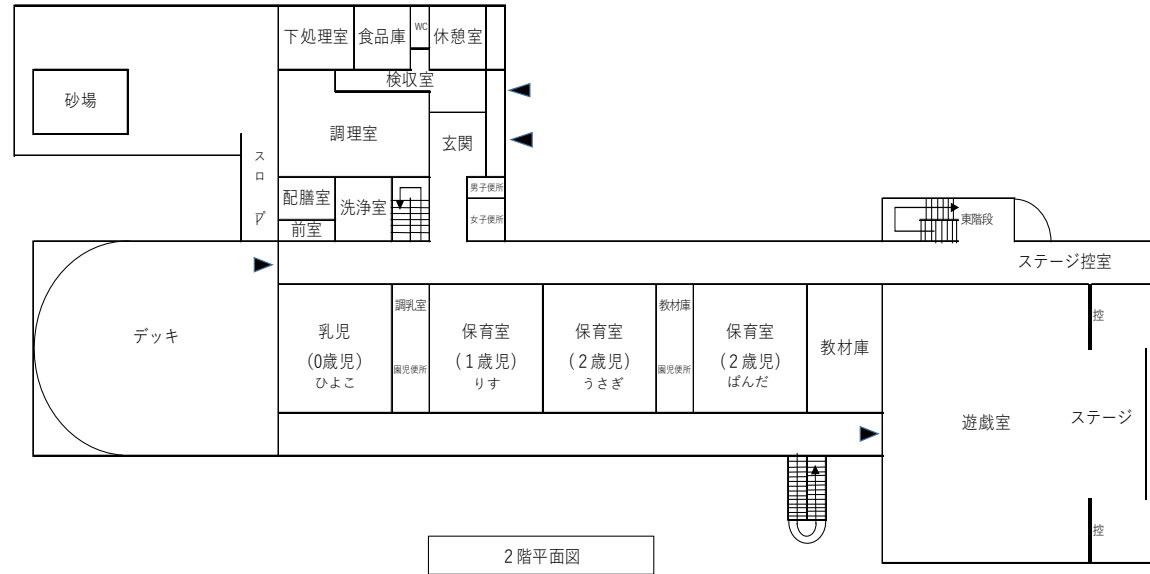 下処理室
食品庫
WC
休憩室
検収室
砂場
調理室
玄関
スロープ
配膳室
洗浄室
前室
男子便所
女子便所
東階段
ステージ控室
デッキ
乳児
(0歳児)
ひよこ
調乳室
園児便所
保育室
(1歳児)
りす
保育室
(2歳児)
うさぎ
教材庫
園児便所
保育室
(2歳児)
ぱんだ
教材庫
遊戯室
ステージ
控
控
2階平面図